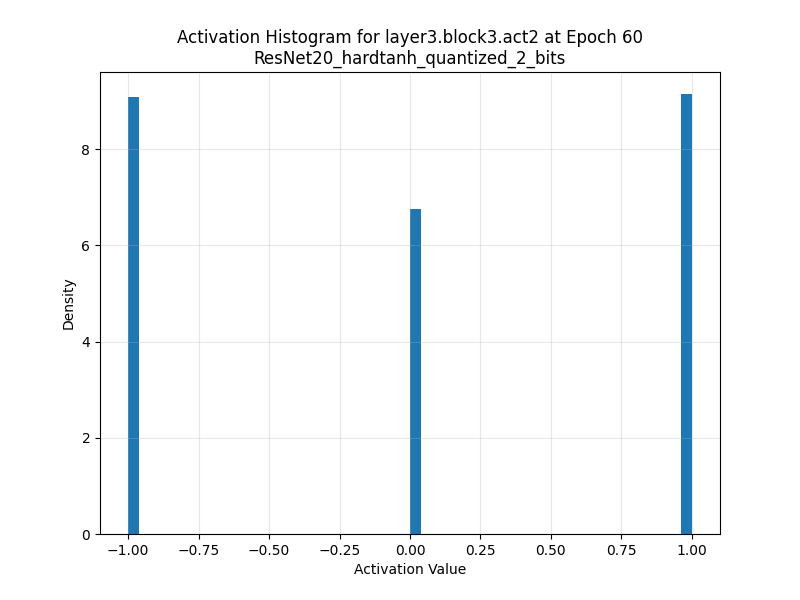 Activation Histogram for layer3.block3.act2 at Epoch 60
ResNet20_hardtanh_quantized_2_bits
Density
8
6
4
2
0
−1.00 −0.75 −0.50 −0.25 0.00 0.25 0.50 0.75 1.00
Activation Value